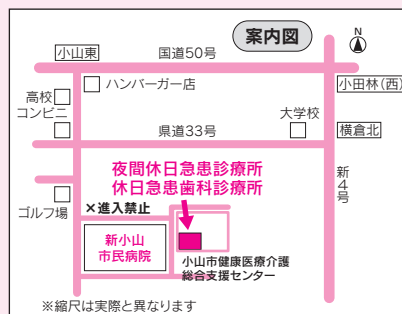 案内図
N
小山東
国道50号
ハンバーガー店
小田林(西)
高校
コンビニ
大学校
県道33号
横倉北
夜間休日急患診療所
休日急患歯科診療所
新4号
ゴルフ場
×進入禁止
新小山
市民病院
小山市健康医療介護
総合支援センター
※縮尺は実際と異なります